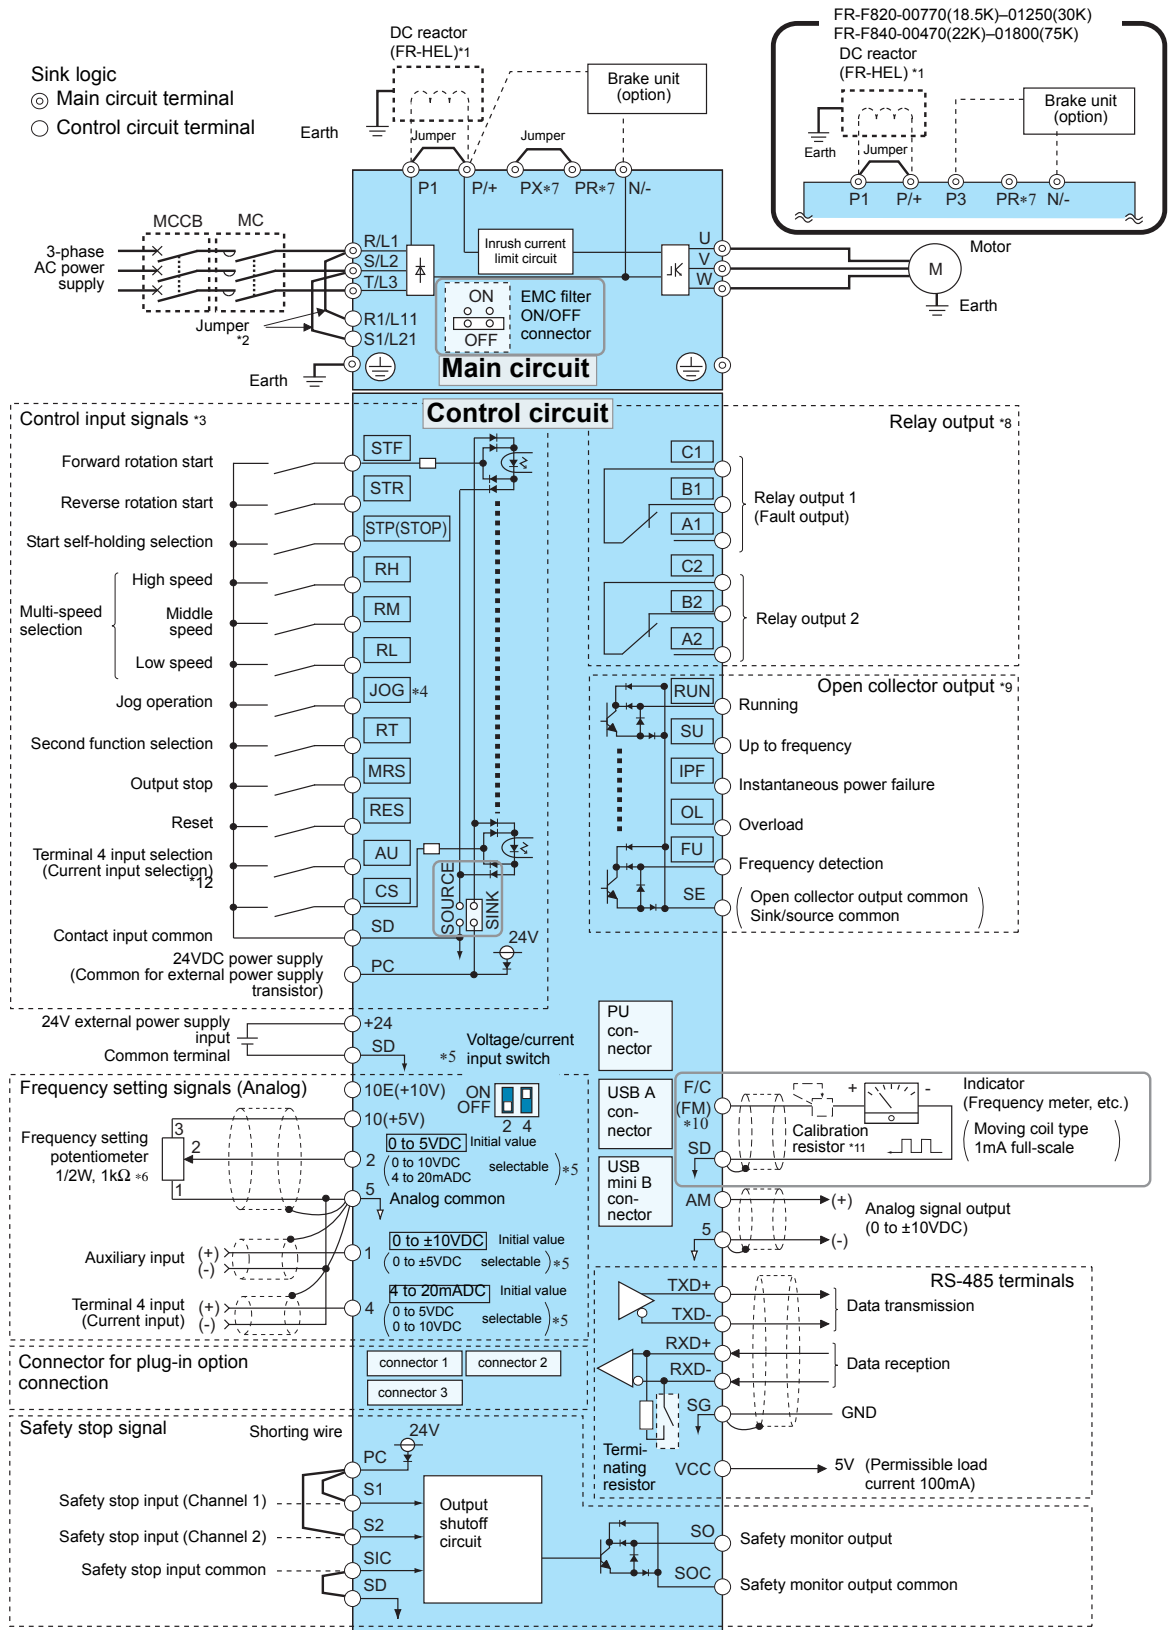 FR-F820-00770(18.5K)–01250(30K)
FR-F840-00470(22K)–01800(75K)
DC reactor
(FR-HEL) *1
Brake unit
(option)
Earth
Jumper
P1
P/+
P3
PR*7
N/-
Sink logic
Main circuit terminal
Control circuit terminal
DC reactor
(FR-HEL)*1
Brake unit
(option)
Earth
Jumper
Jumper
P1
P/+
PX*7
PR*7
N/-
MCCB
MC
3-phase
AC power
supply
R/L1
S/L2
T/L3
R1/L11
S1/L21
Jumper
*2
Earth
Inrush current
limit circuit
ON
OFF
EMC filter
ON/OFF
connector
U
V
W
Motor
M
Earth
Main circuit
Control circuit
Control input signals *3
Forward rotation start
STF
Reverse rotation start
STR
Start self-holding selection
STP(STOP)
Multi-speed
selection
High speed
RH
Middle
speed
RM
Low speed
RL
Jog operation
JOG *4
Second function selection
RT
Output stop
MRS
Reset
RES
Terminal 4 input selection
(Current input selection)
*12
AU
CS
SOURCE
SINK
Contact input common
SD
24VDC power supply
(Common for external power supply
transistor)
PC
24V
24V external power supply
input
+24
Common terminal
SD
Relay output *8
C1
B1
A1
Relay output 1
(Fault output)
C2
B2
A2
Relay output 2
Open collector output *9
RUN
Running
SU
Up to frequency
IPF
Instantaneous power failure
OL
Overload
FU
Frequency detection
SE
Open collector output common
Sink/source common
PU
con-
nector
USB A
con-
nector
USB
mini B
con-
nector
*5 Voltage/current
input switch
ON
OFF
2 4
Frequency setting signals (Analog)
10E(+10V)
10(+5V)
Frequency setting
potentiometer
1/2W, 1kΩ *6
3
2
1
2
0 to 5VDC Initial value
(0 to 10VDC
4 to 20mADC selectable) *5
5
Analog common
Auxiliary input
(+)
(-)
1
0 to ±10VDC Initial value
(0 to ±5VDC selectable) *5
Terminal 4 input
(Current input)
(+)
(-)
4
4 to 20mADC Initial value
(0 to 5VDC
0 to 10VDC selectable) *5
F/C
(FM)
*10
SD
Calibration
resistor *11
+
-
Indicator
(Frequency meter, etc.)
(Moving coil type
1mA full-scale)
AM
5
(+)
(-)
Analog signal output
(0 to ±10VDC)
RS-485 terminals
TXD+
TXD-
Data transmission
RXD+
RXD-
Data reception
SG
GND
Termi-
nating
resistor
VCC
5V (Permissible load
current 100mA)
Connector for plug-in option
connection
connector 1
connector 2
connector 3
Safety stop signal
Shorting wire
PC
24V
Safety stop input (Channel 1)
S1
Safety stop input (Channel 2)
S2
Safety stop input common
SIC
SD
Output
shutoff
circuit
SO
Safety monitor output
SOC
Safety monitor output common